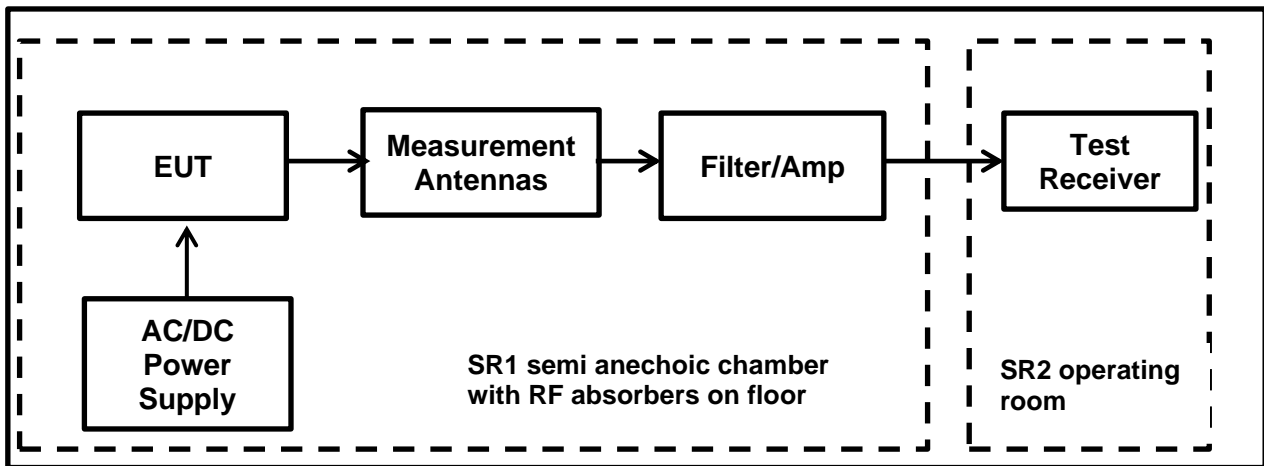 EUT
Measurement
Antennas
Filter/Amp
Test
Receiver
AC/DC
Power
Supply
SR1 semi anechoic chamber
with RF absorbers on floor
SR2 operating
room